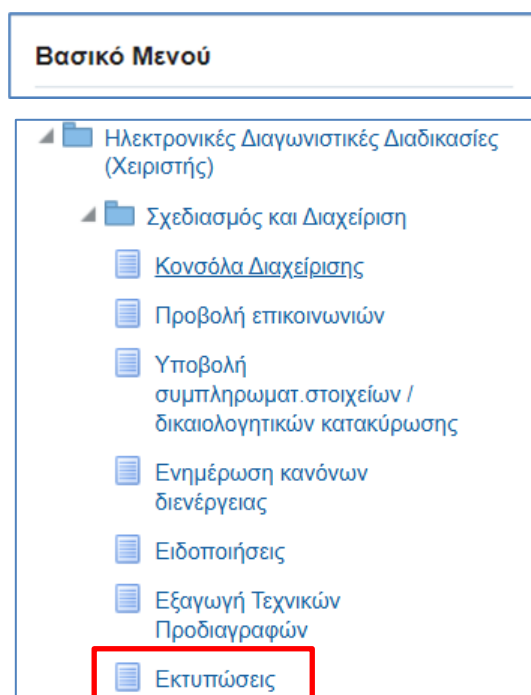 Βασικό Μενού
Ηλεκτρονικές Διαγωνιστικές Διαδικασίες
(Χειριστής)
Σχεδιασμός και Διαχείριση
Κονσόλα Διαχείρισης
Προβολή επικοινωνιών
Υποβολή
συμπληρωματ.στοιχείων /
δικαιολογητικών κατακύρωσης
Ενημέρωση κανόνων
διενέργειας
Ειδοποιήσεις
Εξαγωγή Τεχνικών
Προδιαγραφών
Εκτυπώσεις